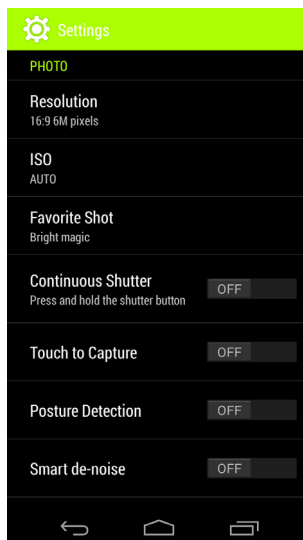 Settings
PHOTO
Resolution
16:9 6M pixels
ISO
AUTO
Favorite Shot
Bright magic
Continuous Shutter
Press and hold the shutter button
OFF
Touch to Capture
OFF
Posture Detection
OFF
Smart de-noise
OFF